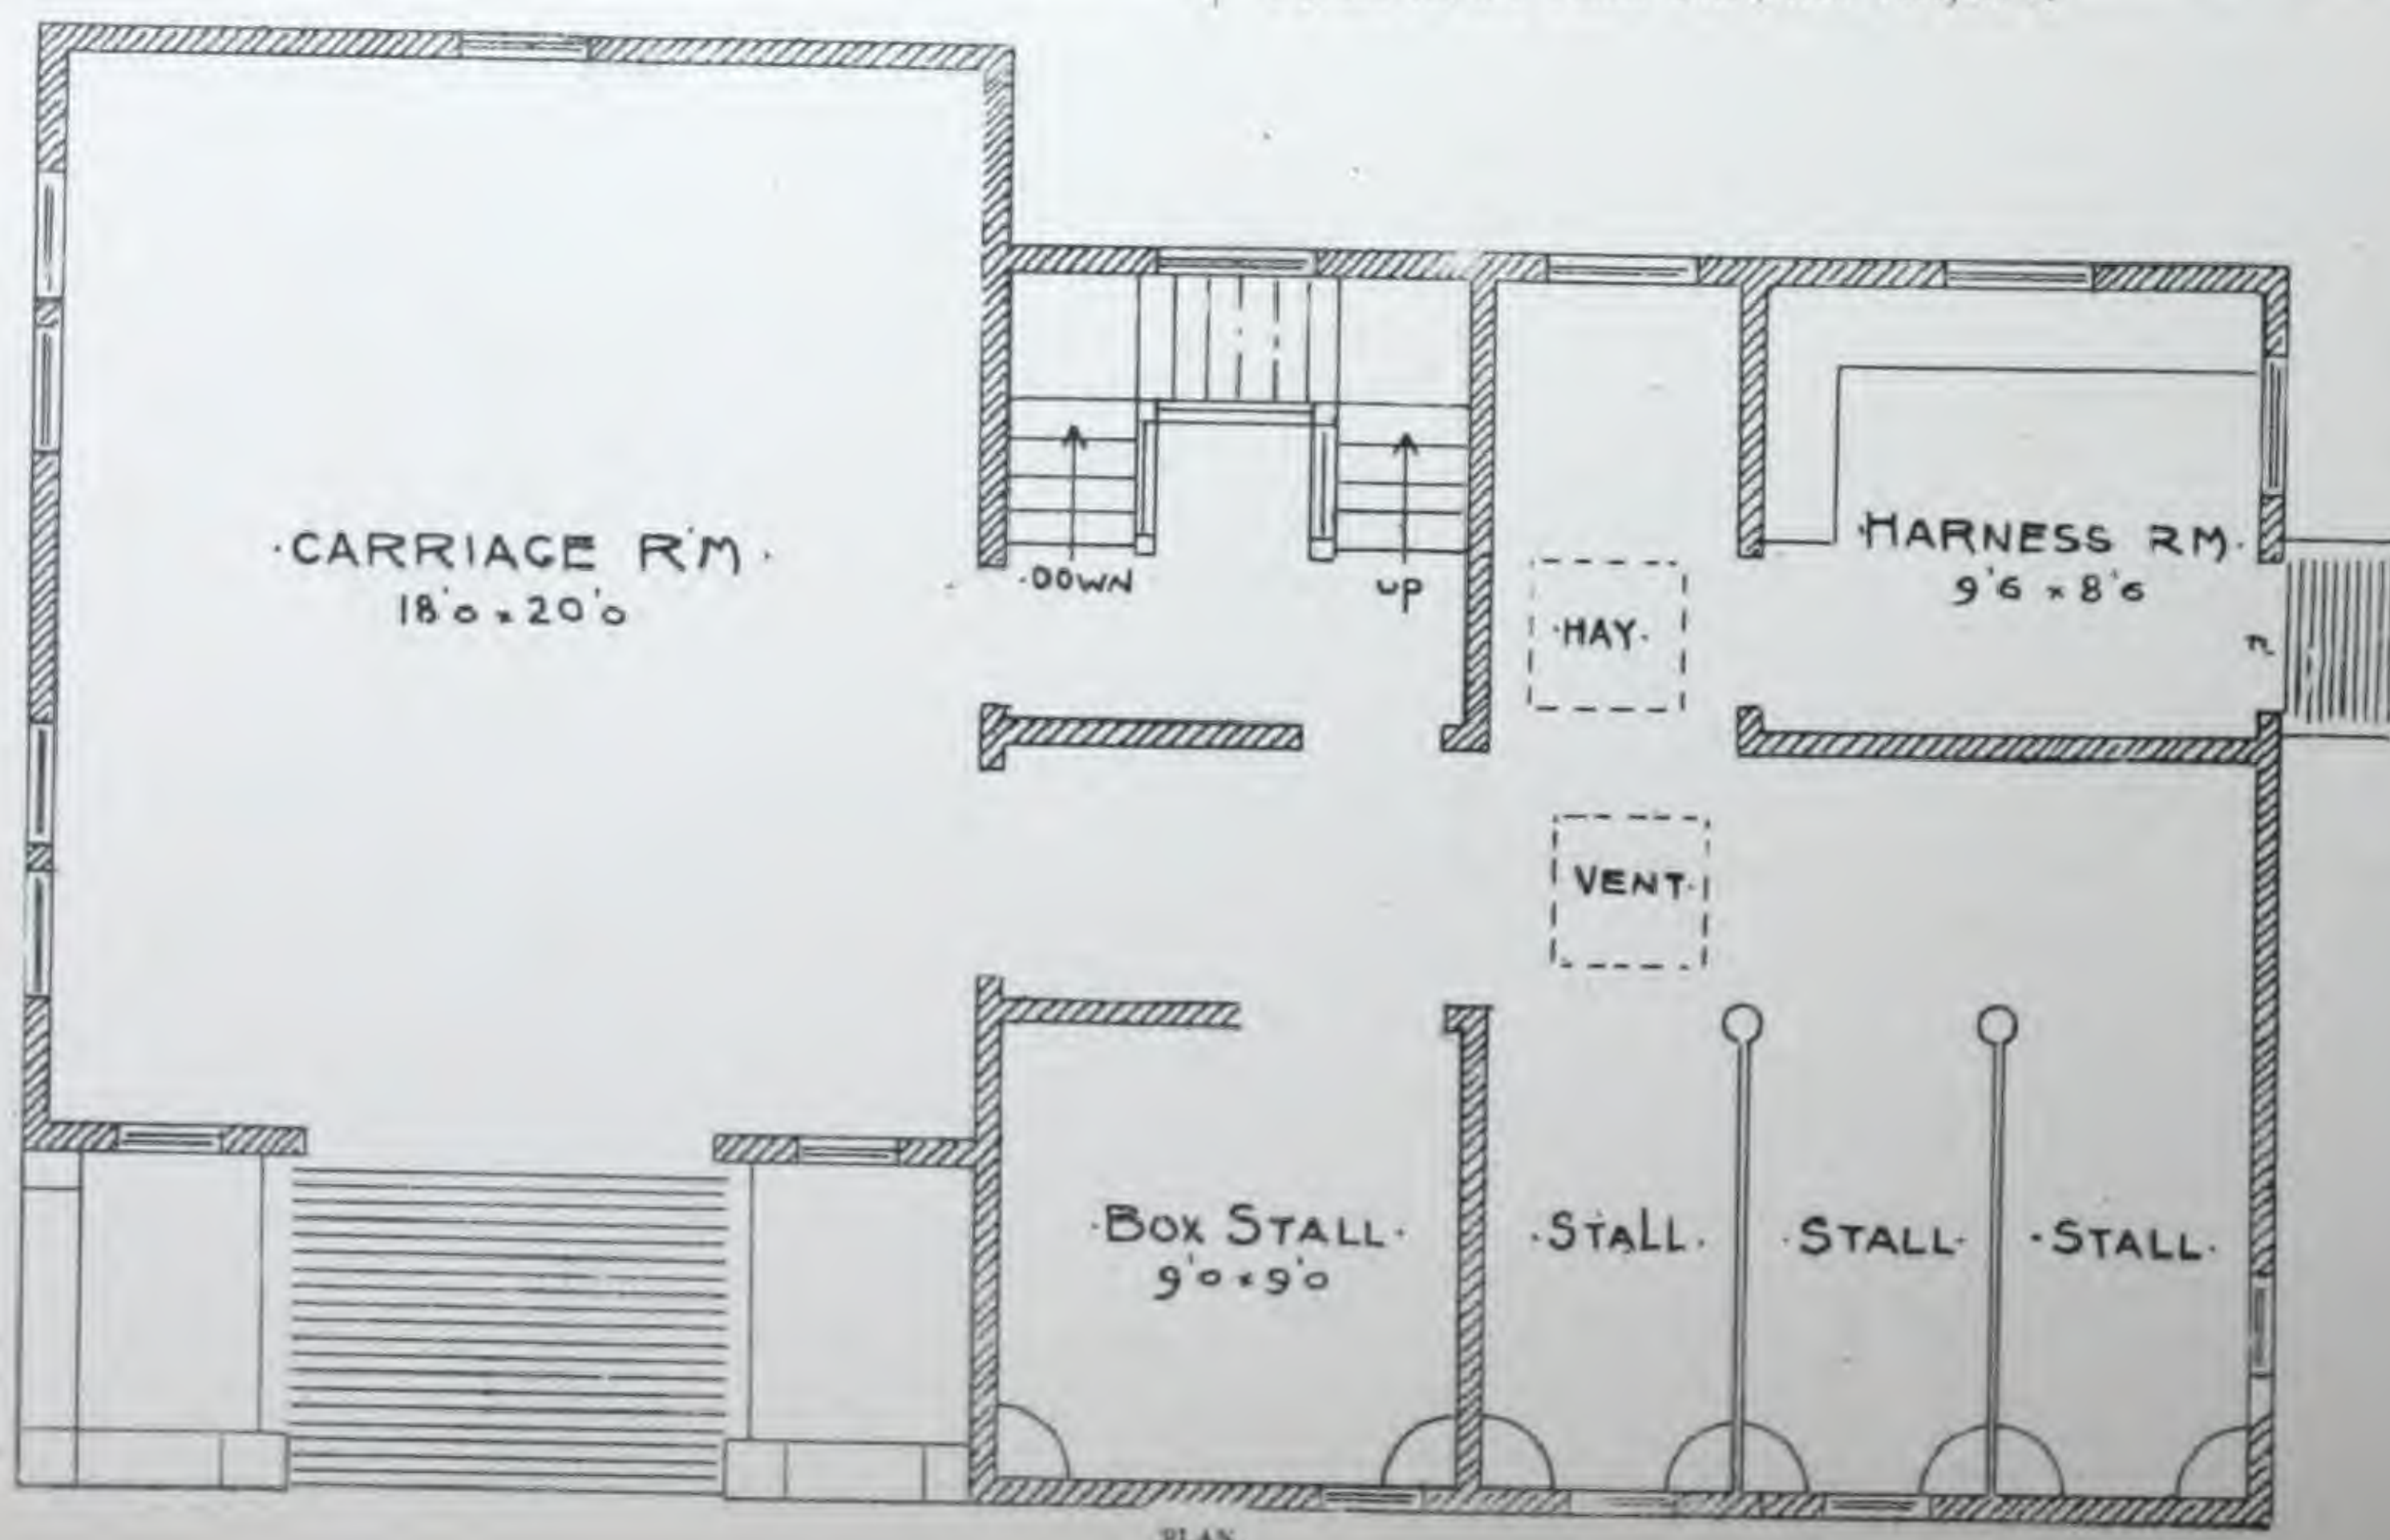 ·CARRIAGE R'M·
18'0 x 20'0
·DOWN
UP
·HAY·
·HARNESS RM·
9'6 x 8'6
VENT·
·BOX STALL·
9'0 x 9'0
·STALL·
·STALL·
·STALL·
PLAN